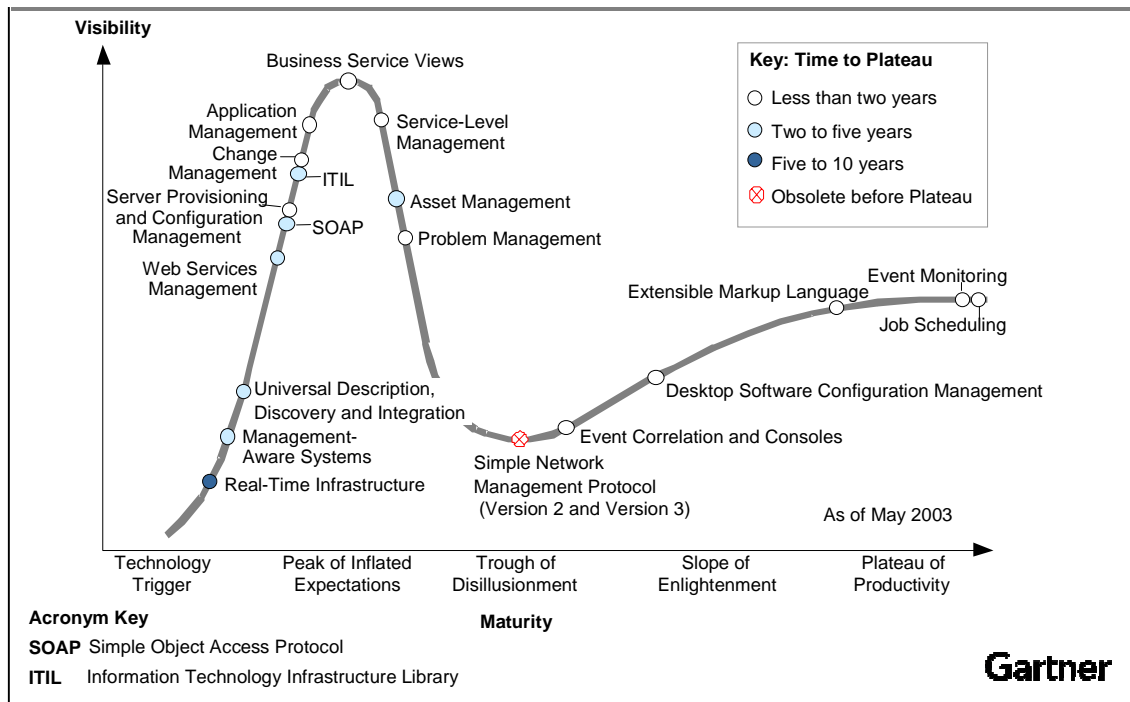 Visibility
Business Service Views
Application
Management
Change
Management
ITIL
Server Provisioning
and Configuration
Management
SOAP
Web Services
Management
Universal Description,
Discovery and Integration
Management-
Aware Systems
Real-Time Infrastructure
Service-Level
Management
Asset Management
Problem Management
Simple Network
Management Protocol
(Version 2 and Version 3)
Event Correlation and Consoles
Desktop Software Configuration Management
Extensible Markup Language
Event Monitoring
Job Scheduling
Key: Time to Plateau
Less than two years
Two to five years
Five to 10 years
Obsolete before Plateau
As of May 2003
Technology
Trigger
Peak of Inflated
Expectations
Trough of
Disillusionment
Slope of
Enlightenment
Plateau of
Productivity
Maturity
Acronym Key
SOAP Simple Object Access Protocol
ITIL Information Technology Infrastructure Library
Gartner